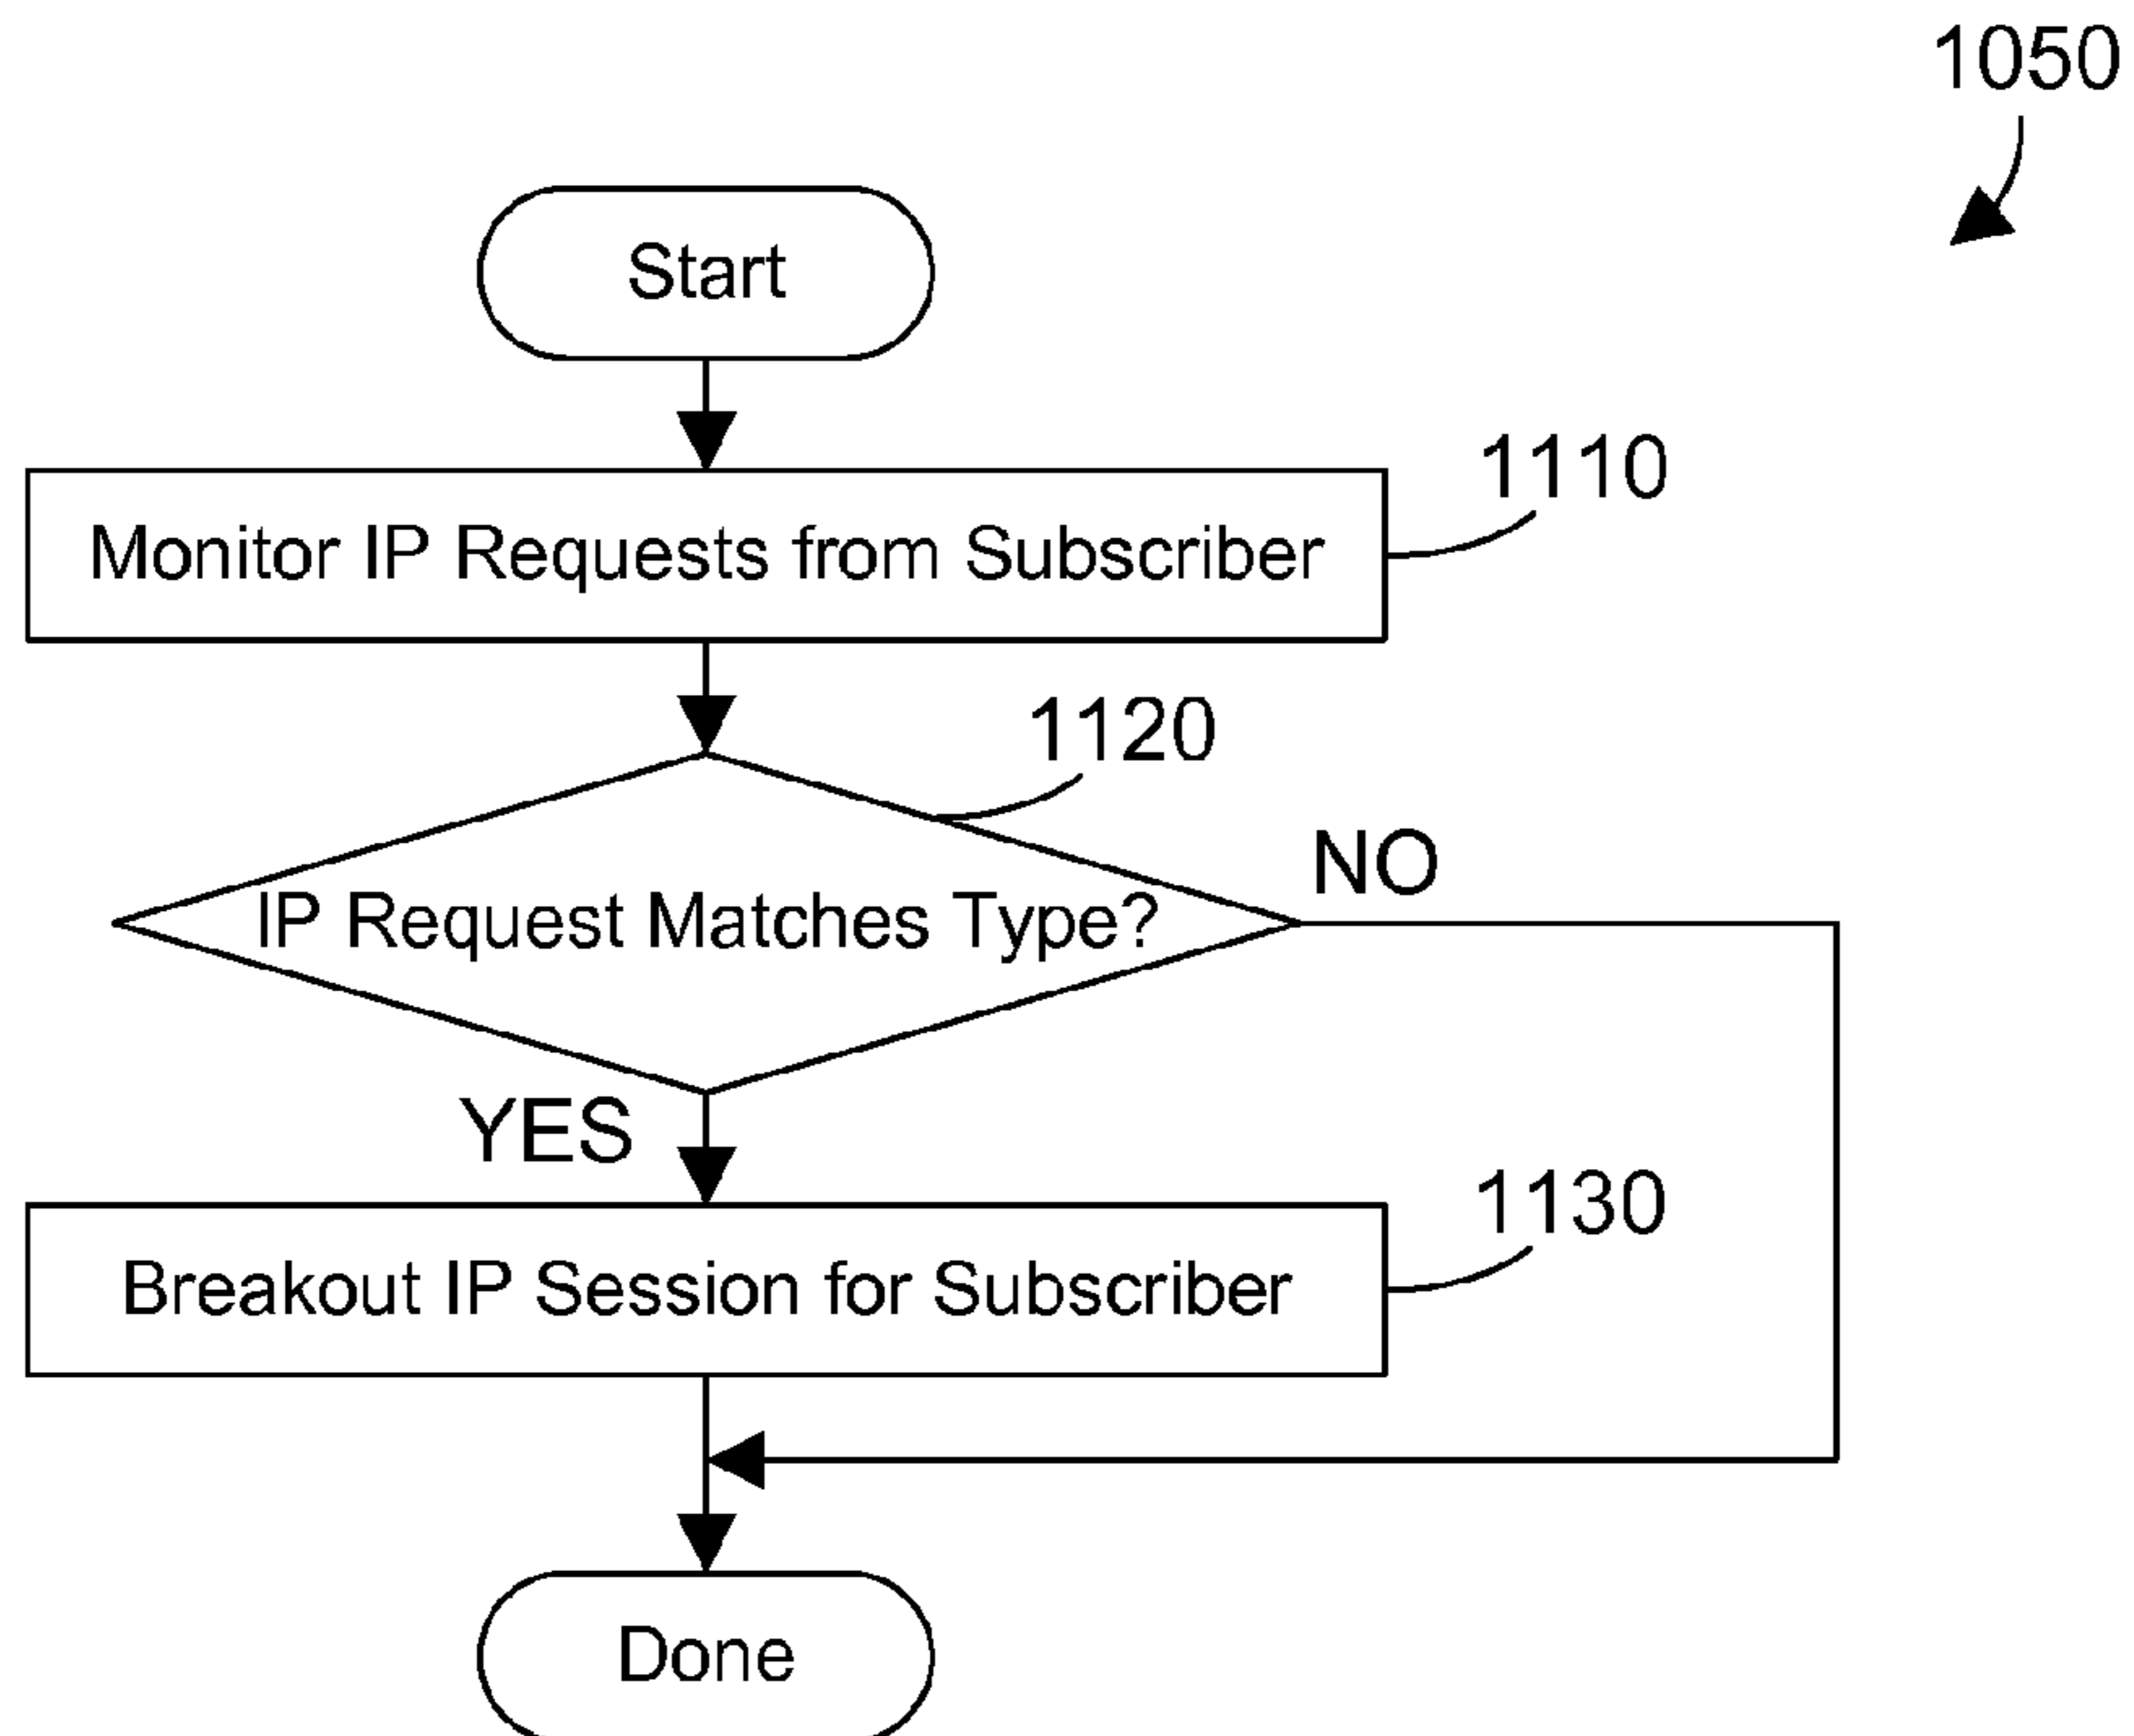 1050
Start
Monitor IP Requests from Subscriber
1110
1120
IP Request Matches Type?
NO
YES
Breakout IP Session for Subscriber
1130
Done